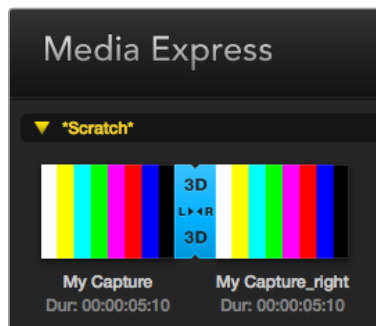 Media Express
*Scratch*
3D
L R
3D
My Capture My Capture_right
Dur: 00:00:05:10 Dur: 00:00:05:10